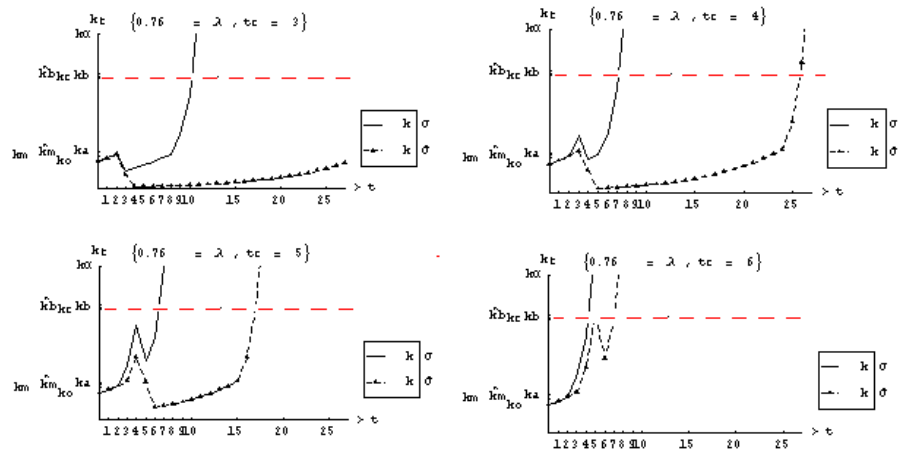 kt {0.76 = λ , tc = 3}
kα
k̂b kc kb
km k̂m ko ka
k σ
k σ̂
1 2 3 4 5 6 7 8 9 10 15 20 25 > t
kt {0.76 = λ , tc = 4}
kα
k̂b kc kb
km k̂m ko ka
k σ
k σ̂
1 2 3 4 5 6 7 8 9 10 15 20 25 > t
kt {0.76 = λ , tc = 5}
kα
k̂b kc kb
km k̂m ko ka
k σ
k σ̂
1 2 3 4 5 6 7 8 9 10 15 20 25 > t
kt {0.76 = λ , tc = 6}
kα
k̂b kc kb
km k̂m ko ka
k σ
k σ̂
1 2 3 4 5 6 7 8 9 10 15 20 25 > t